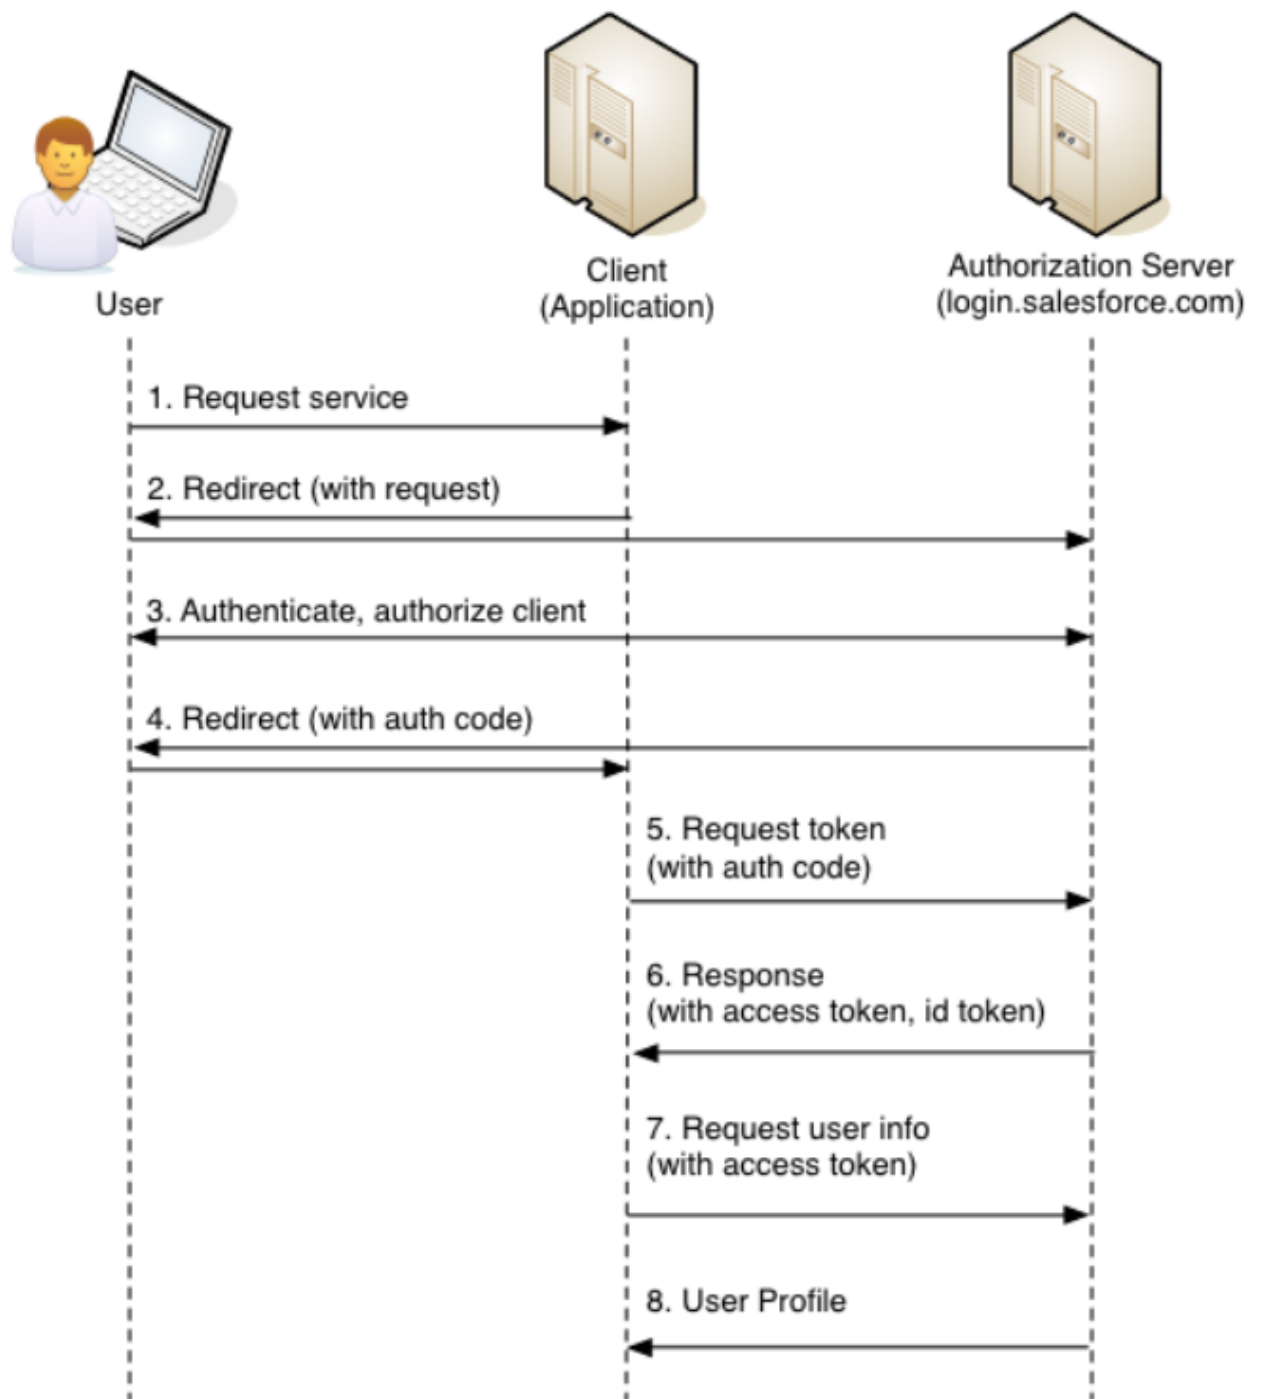 User
Client
(Application)
Authorization Server
(login.salesforce.com)
1. Request service
2. Redirect (with request)
3. Authenticate, authorize client
4. Redirect (with auth code)
5. Request token
(with auth code)
6. Response
(with access token, id token)
7. Request user info
(with access token)
8. User Profile